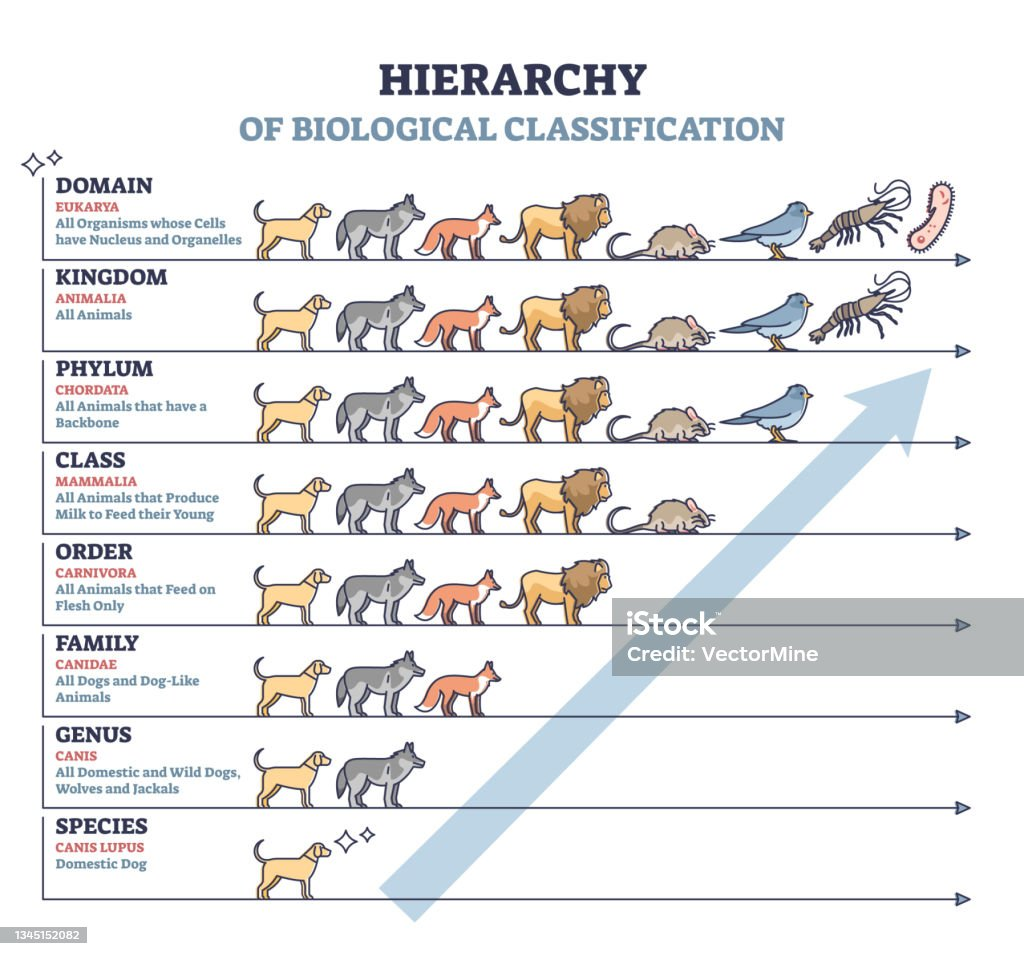 HIERARCHY
OF BIOLOGICAL CLASSIFICATION
DOMAIN
EUKARYA
All Organisms whose Cells
have Nucleus and Organelles
KINGDOM
ANIMALIA
All Animals
PHYLUM
CHORDATA
All Animals that have a
Backbone
CLASS
MAMMALIA
All Animals that Produce
Milk to Feed their Young
ORDER
CARNIVORA
All Animals that Feed on
Flesh Only
iStock™
Credit: VectorMine
FAMILY
CANIDAE
All Dogs and Dog-Like
Animals
GENUS
CANIS
All Domestic and Wild Dogs,
Wolves and Jackals
SPECIES
CANIS LUPUS
Domestic Dog
1345152082